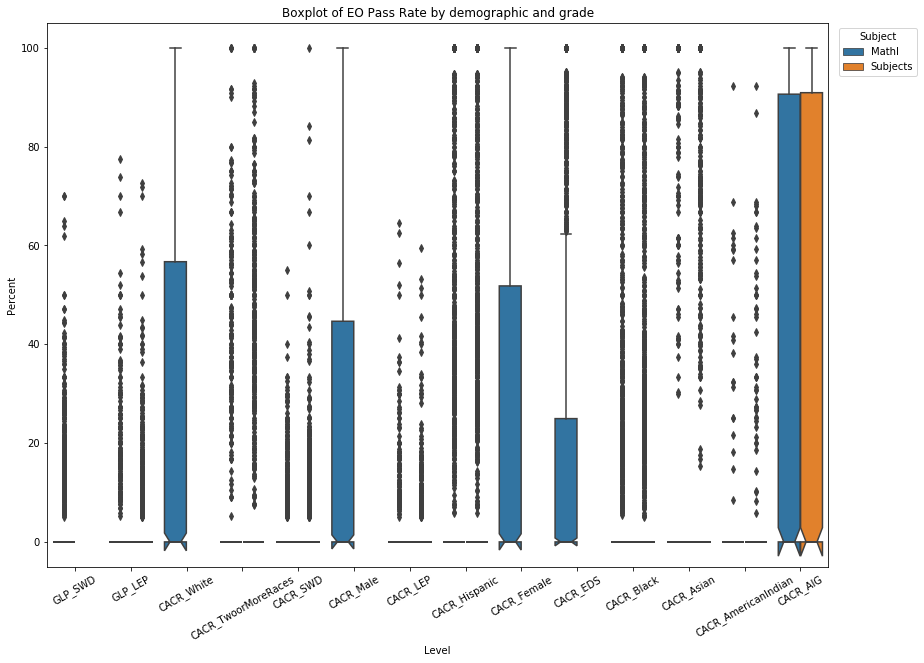 Boxplot of EO Pass Rate by demographic and grade
Subject
MathI
Subjects
Percent
100
80
60
40
20
0
GLP_SWD
GLP_LEP
CACR_White
CACR_TwoorMoreRaces
CACR_SWD
CACR_Male
CACR_LEP
CACR_Hispanic
CACR_Female
CACR_EDS
CACR_Black
CACR_Asian
CACR_AmericanIndian
CACR_AIG
Level